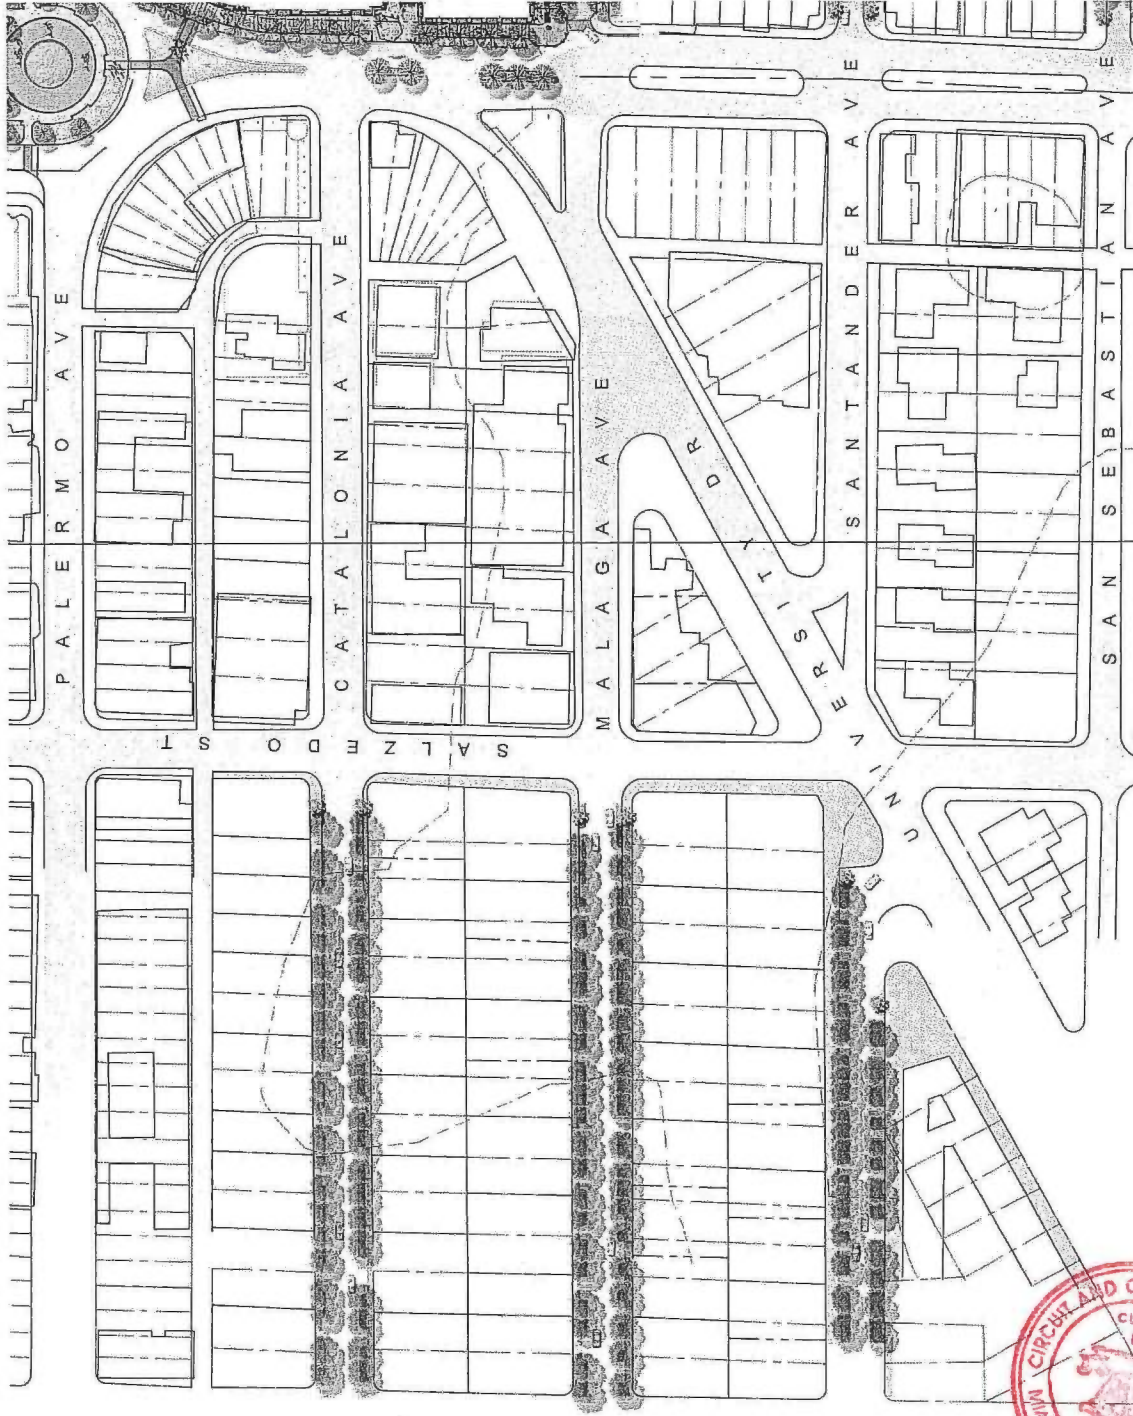 PALERMO AVE
CATALONIA AVE
MALAGA AVE
UNIVERSITY DR
SANTANDER AVE
SAN SEBASTIAN AVE
SALZEDO ST
CIRCUIT AND